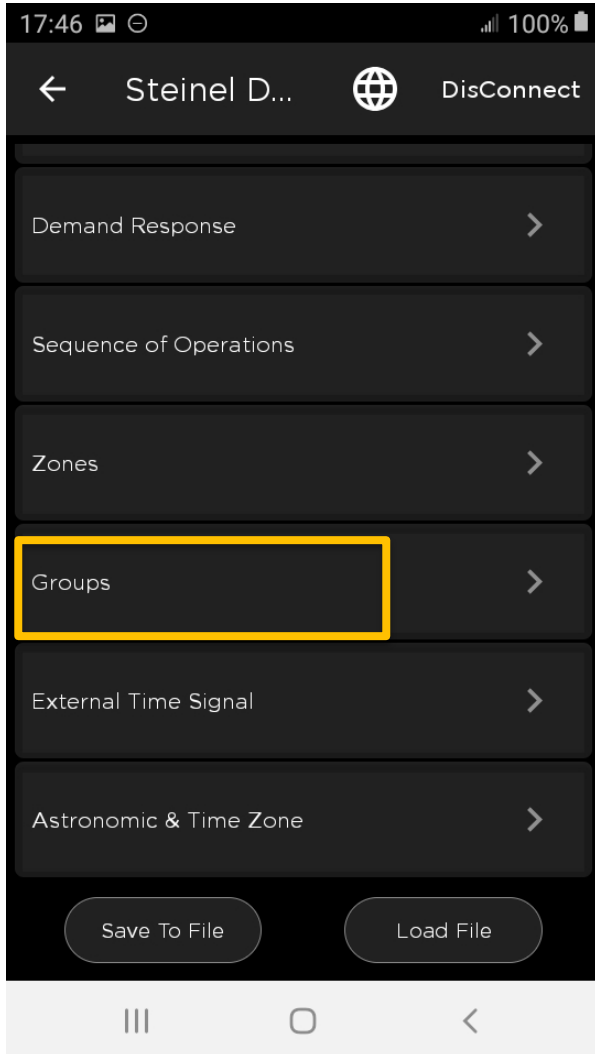 17:46 100%
Steinel D... DisConnect
Demand Response
Sequence of Operations
Zones
Groups
External Time Signal
Astronomic & Time Zone
Save To File Load File